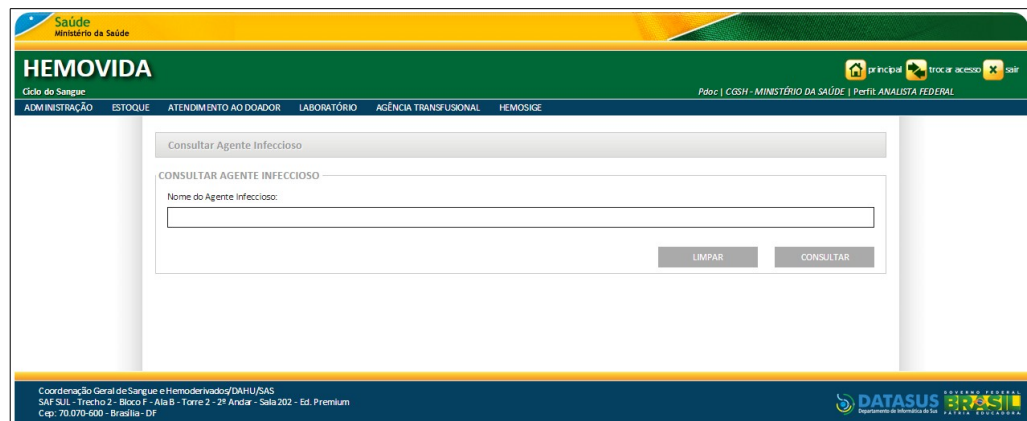 Saúde
Ministério da Saúde
HEMOVIDA
principal trocar acesso sair
Ciclo do Sangue
Pdoc | CGSH - MINISTÉRIO DA SAÚDE | Perfil: ANALISTA FEDERAL
ADMINISTRAÇÃO ESTOQUE ATENDIMENTO AO DOADOR LABORATÓRIO AGÊNCIA TRANSFUSIONAL HEMOSIGE
Consultar Agente Infeccioso
CONSULTAR AGENTE INFECCIOSO
Nome do Agente Infeccioso:
LIMPAR CONSULTAR
Coordenação Geral de Sangue e Hemoderivados/DAHU/SAS
SAF SUL - Trecho 2 - Bloco F - Ala B - Torre 2 - 2º Andar - Sala 202 - Ed. Premium
Cep: 70.070-600 - Brasília - DF
DATASUS
Departamento de Informática do Sus
GOVERNO FEDERAL
BRASIL
PÁTRIA EDUCADORA